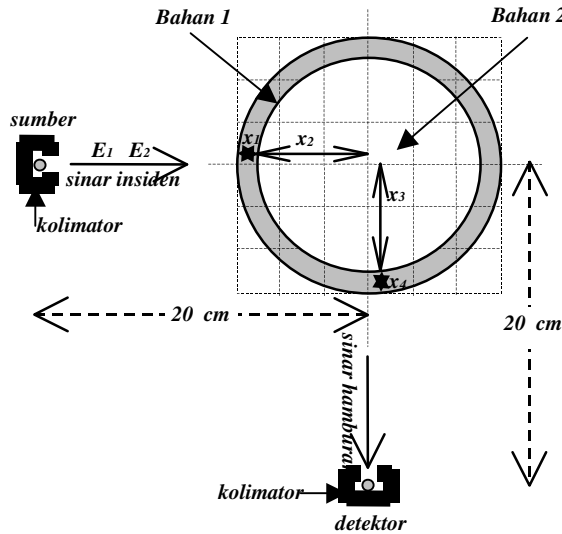 Bahan 1
Bahan 2
sumber
E1 E2
sinar insiden
kolimator
x1
x2
x3
x4
20 cm
20 cm
sinar hamburan
kolimator
detektor